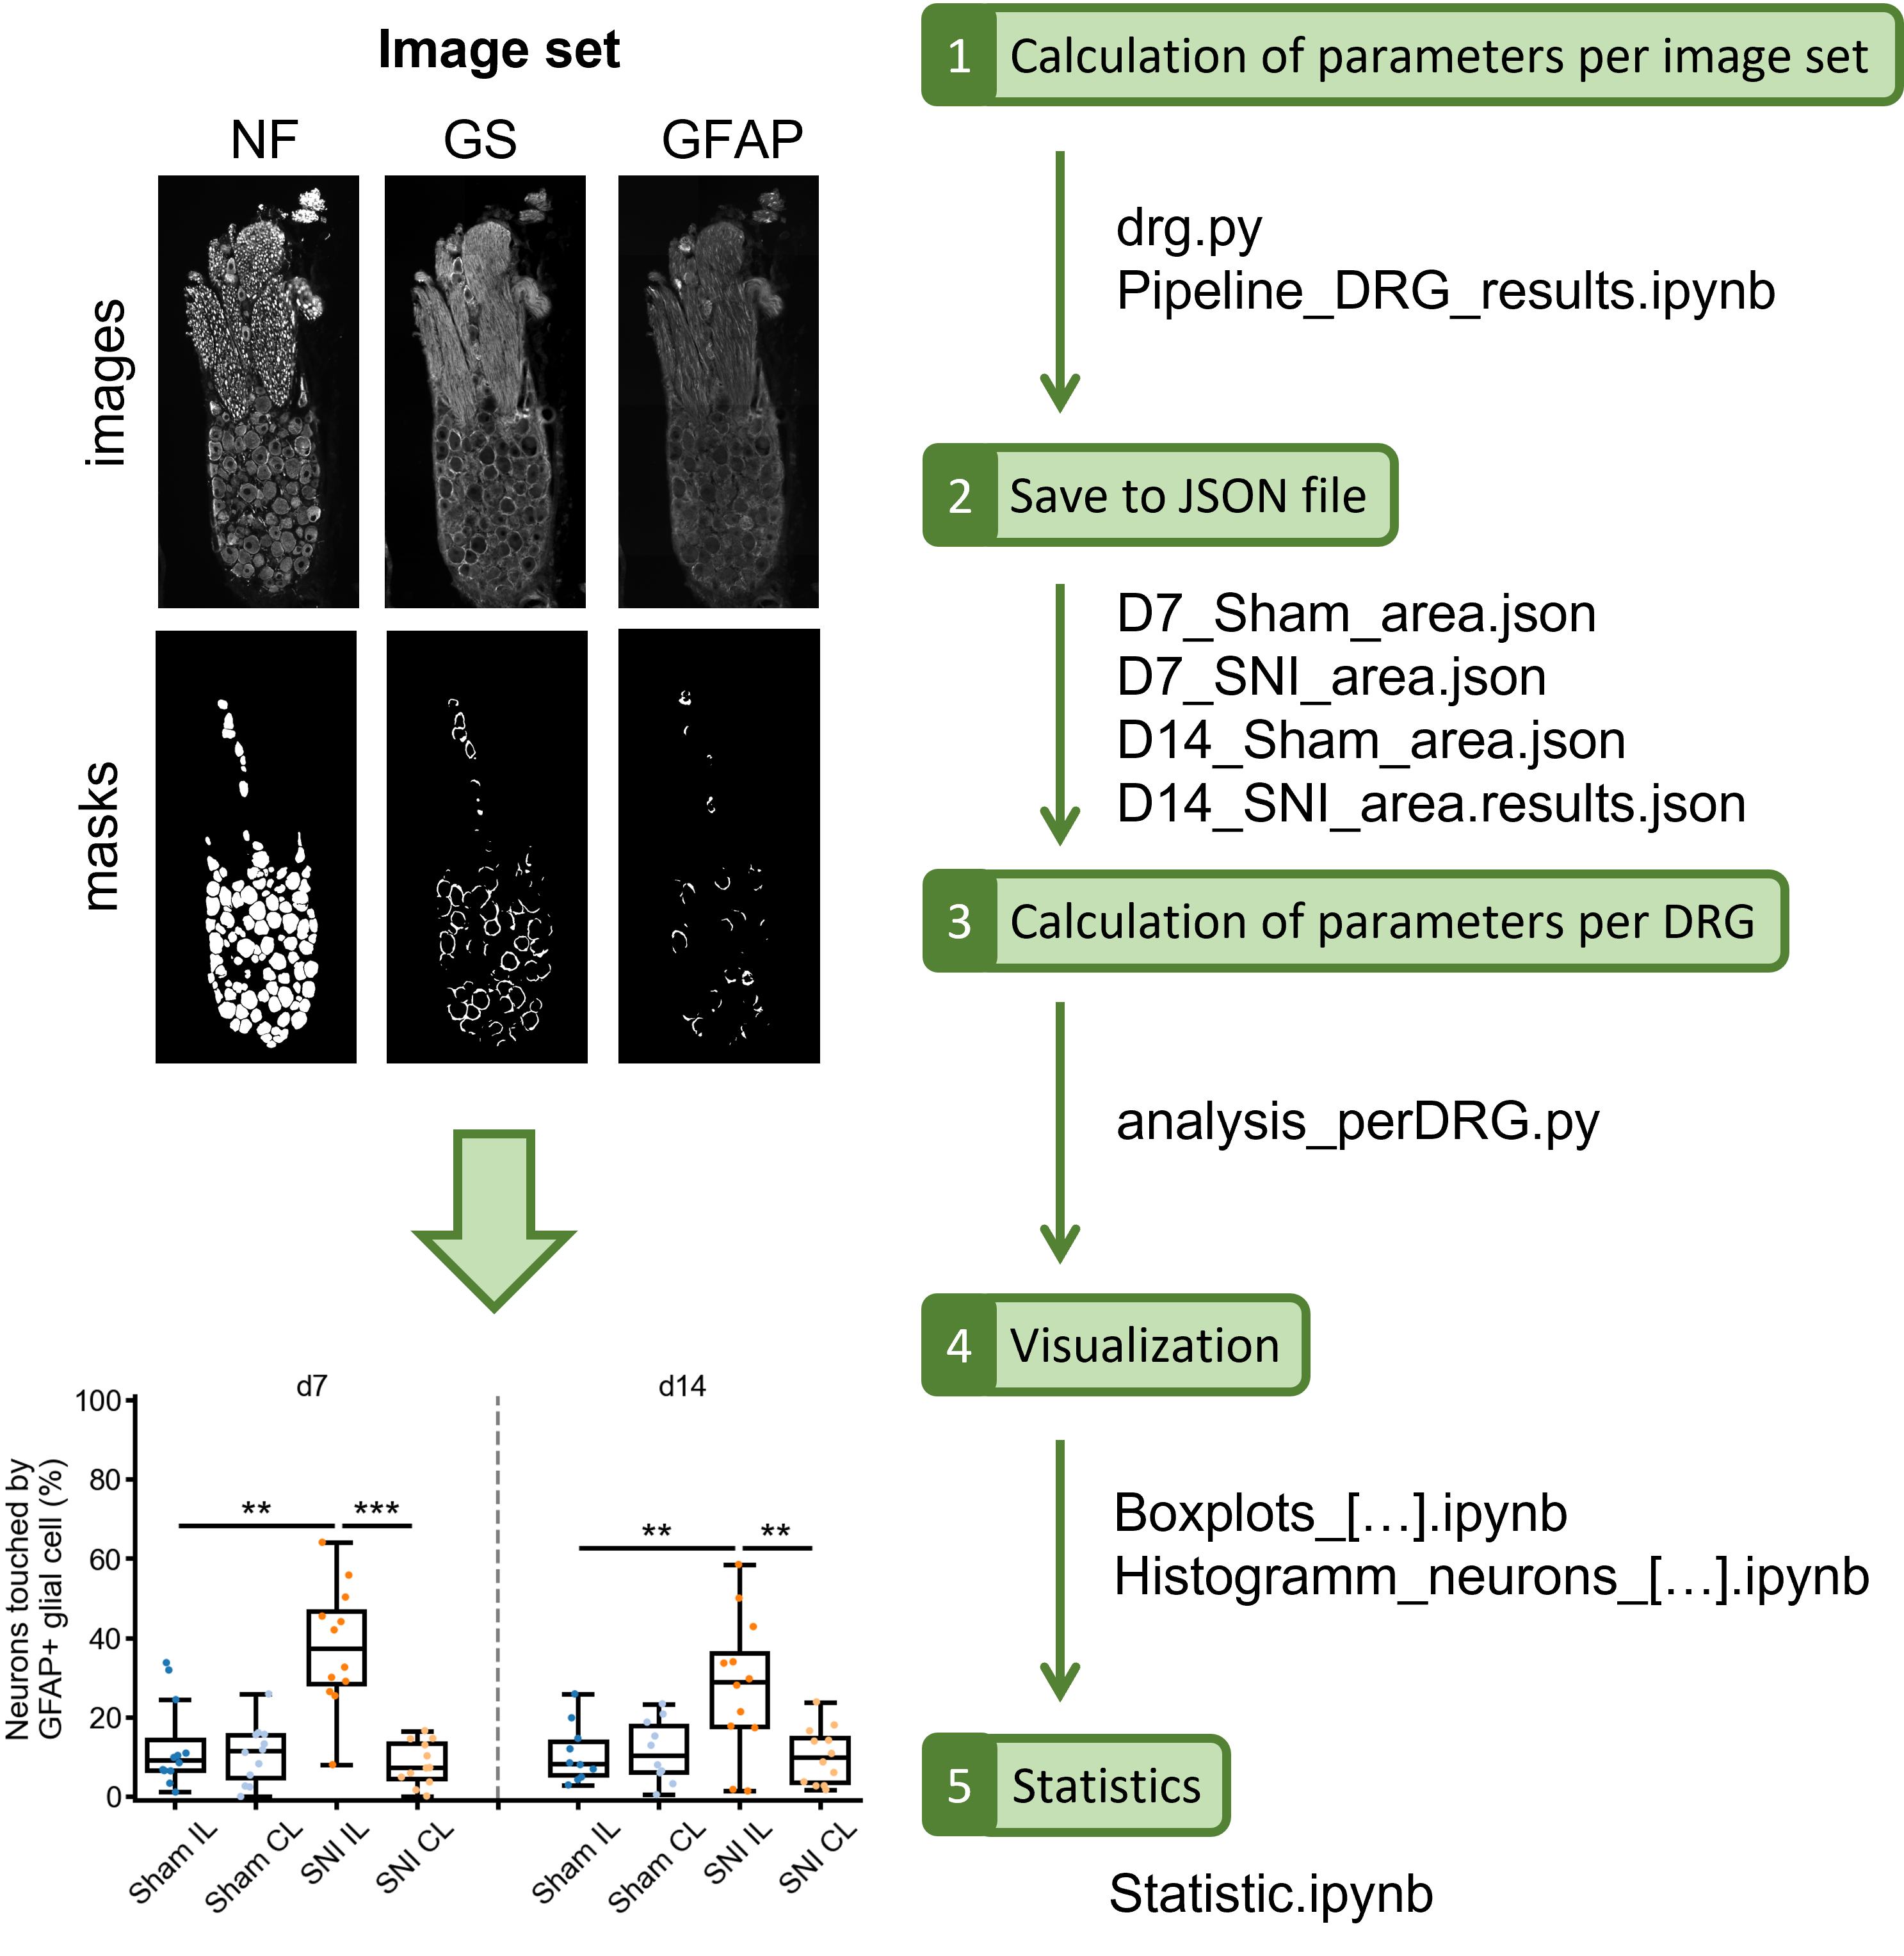 Image set
NF
GS
GFAP
images
masks
1
Calculation of parameters per image set
drg.py
Pipeline_DRG_results.ipynb
2
Save to JSON file
D7_Sham_area.json
D7_SNI_area.json
D14_Sham_area.json
D14_SNI_area.results.json
3
Calculation of parameters per DRG
analysis_perDRG.py
4
Visualization
Boxplots_[…].ipynb
Histogramm_neurons_[…].ipynb
5
Statistics
Statistic.ipynb
d7
d14
Neurons touched by
GFAP+ glial cell (%)
100
80
60
40
20
0
**
***
**
**
Sham IL
Sham CL
SNI IL
SNI CL
Sham IL
Sham CL
SNI IL
SNI CL